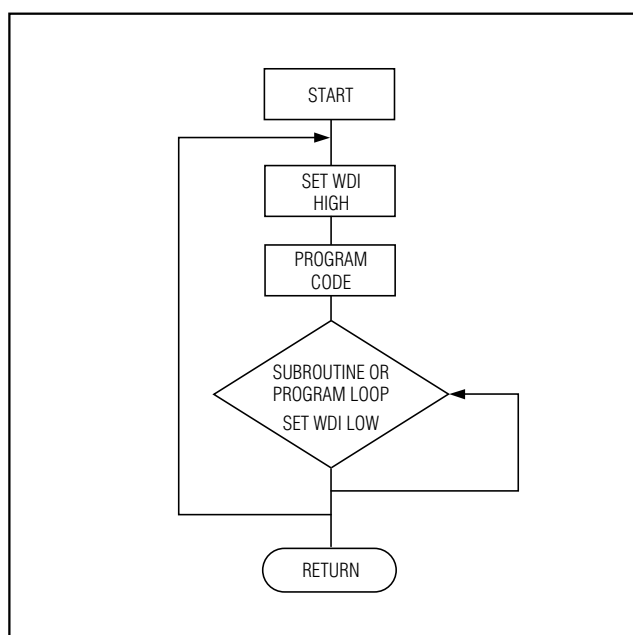 START
SET WDI
HIGH
PROGRAM
CODE
SUBROUTINE OR
PROGRAM LOOP
SET WDI LOW
RETURN